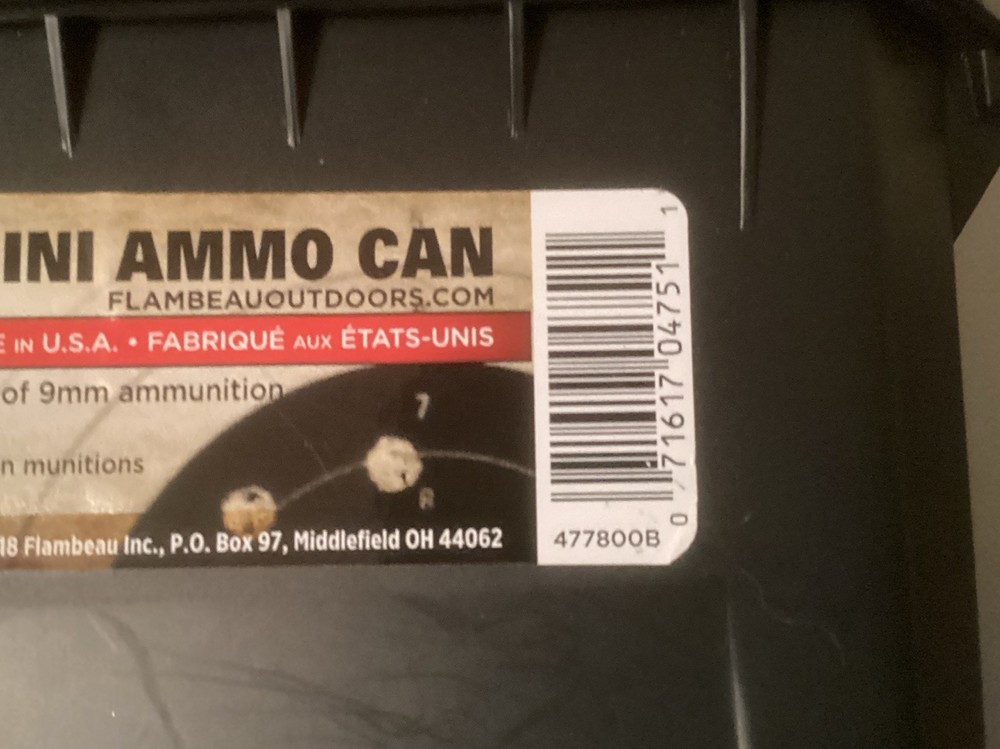 INI AMMO CAN
FLAMBEAUOUTDOORS.COM
E IN U.S.A. • FABRIQUÉ AUX ÉTATS-UNIS
of 9mm ammunition
7
n munitions
8
18 Flambeau Inc., P.O. Box 97, Middlefield OH 44062
0 71617 04751 1
477800B